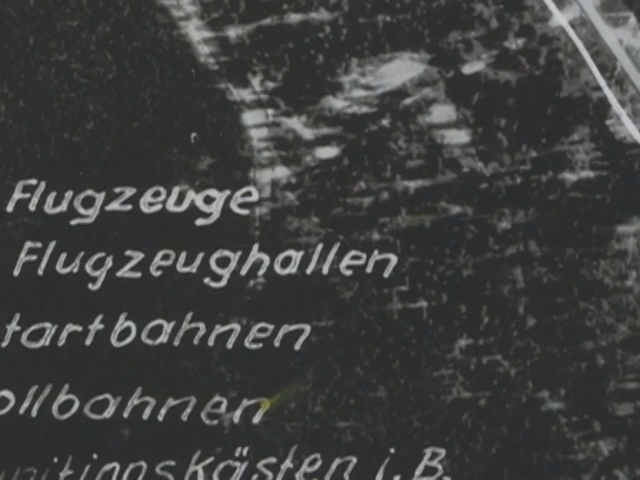 Flugzeuge
Flugzeughallen
tartbahnen
ollbahnen
unitionskästen i.B.